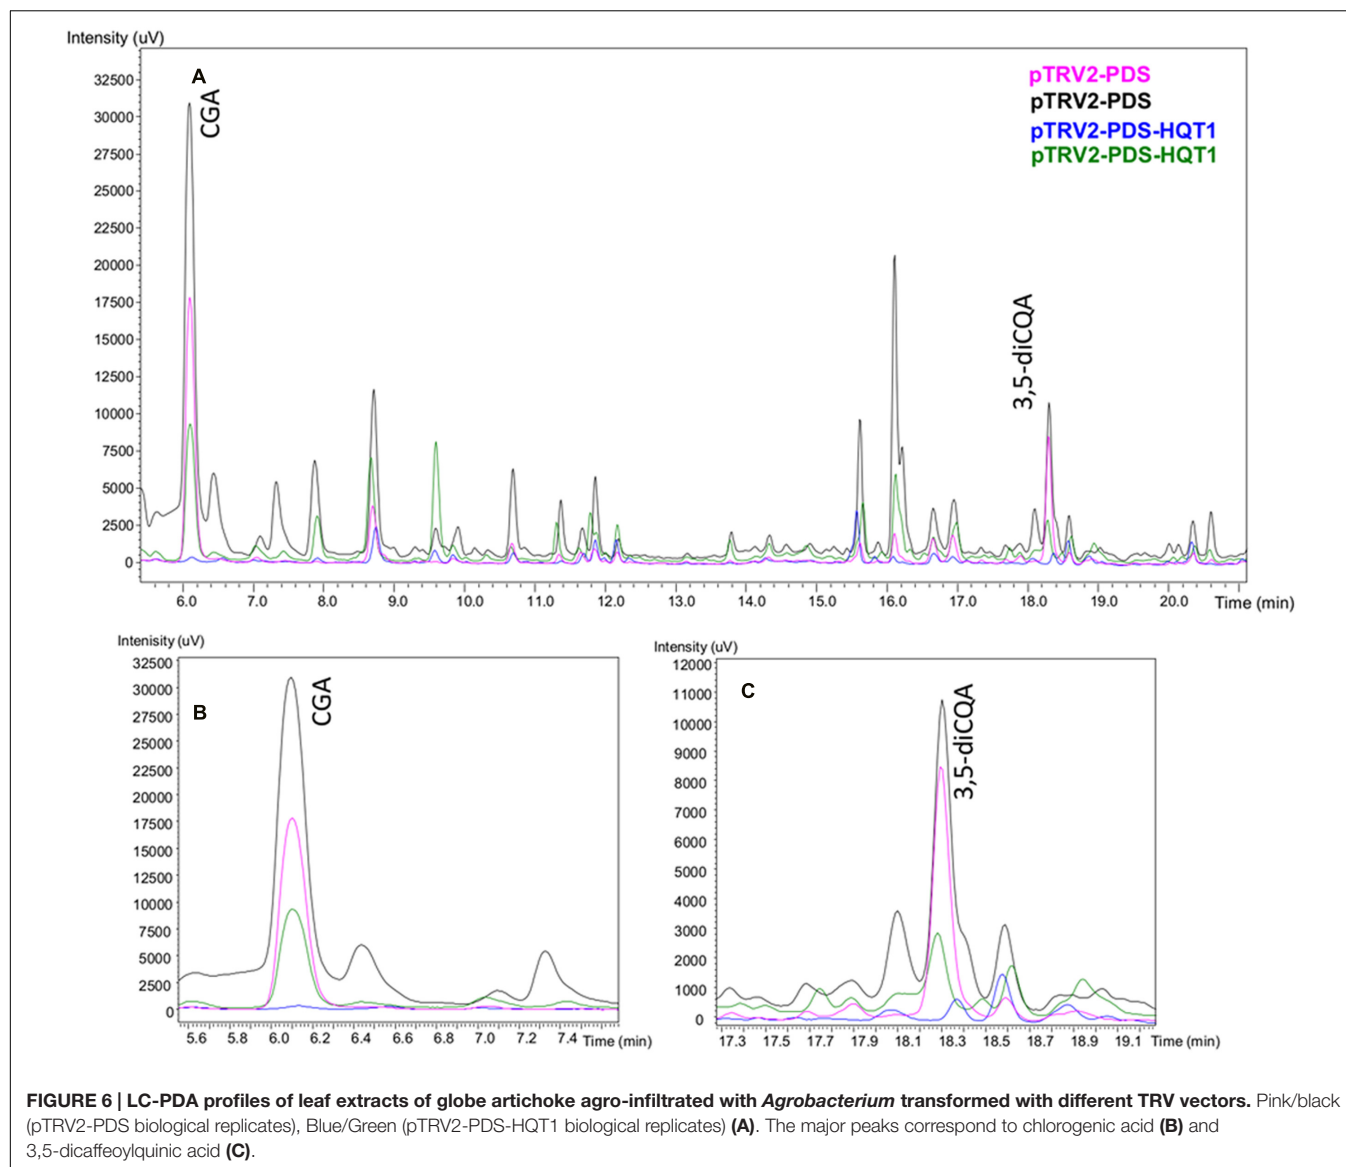 Intensity (uV)
A
CGA
pTRV2-PDS
pTRV2-PDS
pTRV2-PDS-HQT1
pTRV2-PDS-HQT1
32500
30000
27500
25000
22500
20000
17500
15000
12500
10000
7500
5000
2500
0
3,5-diCQA
6.0 7.0 8.0 9.0 10.0 11.0 12.0 13.0 14.0 15.0 16.0 17.0 18.0 19.0 20.0 Time (min)
Intenisity (uV)
32500
30000
27500
25000
22500
20000
17500
15000
12500
10000
7500
5000
2500
0
B
CGA
5.6 6.0 6.2 6.4 6.6 7.0 7.2 7.4 Time (min)
Intensity (uV)
12000
11000
10000
9000
8000
7000
6000
5000
4000
3000
2000
1000
0
C
3,5-diCQA
17.3 17.5 17.7 17.9 18.1 18.3 18.5 18.7 18.9 19.1 Time (min)
FIGURE 6 | LC-PDA profiles of leaf extracts of globe artichoke agro-infiltrated with Agrobacterium transformed with different TRV vectors. Pink/black
(pTRV2-PDS biological replicates), Blue/Green (pTRV2-PDS-HQT1 biological replicates) (A). The major peaks correspond to chlorogenic acid (B) and
3,5-dicaffeoylquinic acid (C).